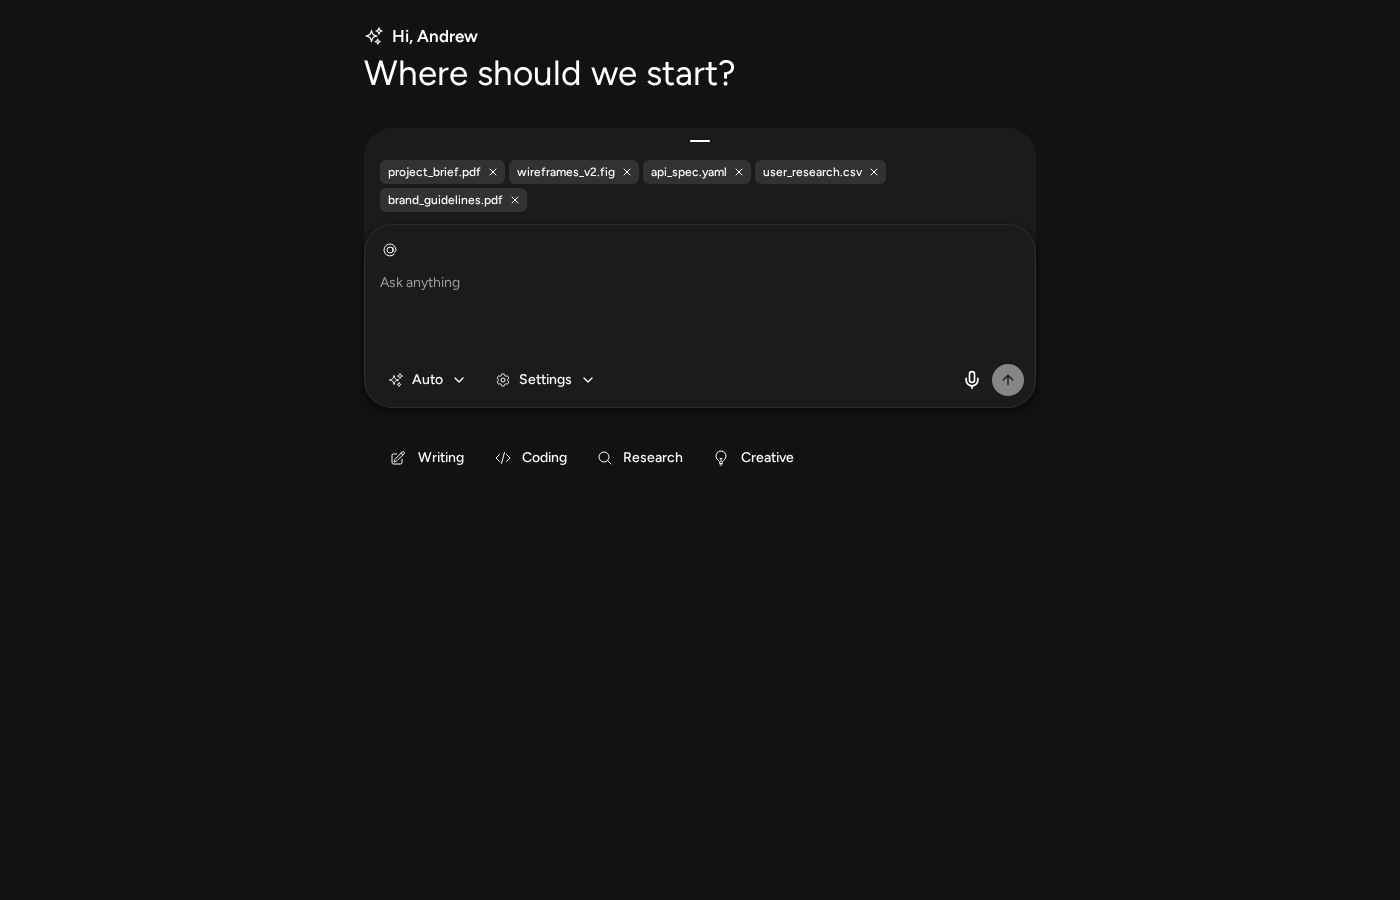 Hi, Andrew
Where should we start?
project_brief.pdf wireframes_v2.fig api_spec.yaml user_research.csv
brand_guidelines.pdf
@
Ask anything
Auto Settings
Writing Coding Research Creative